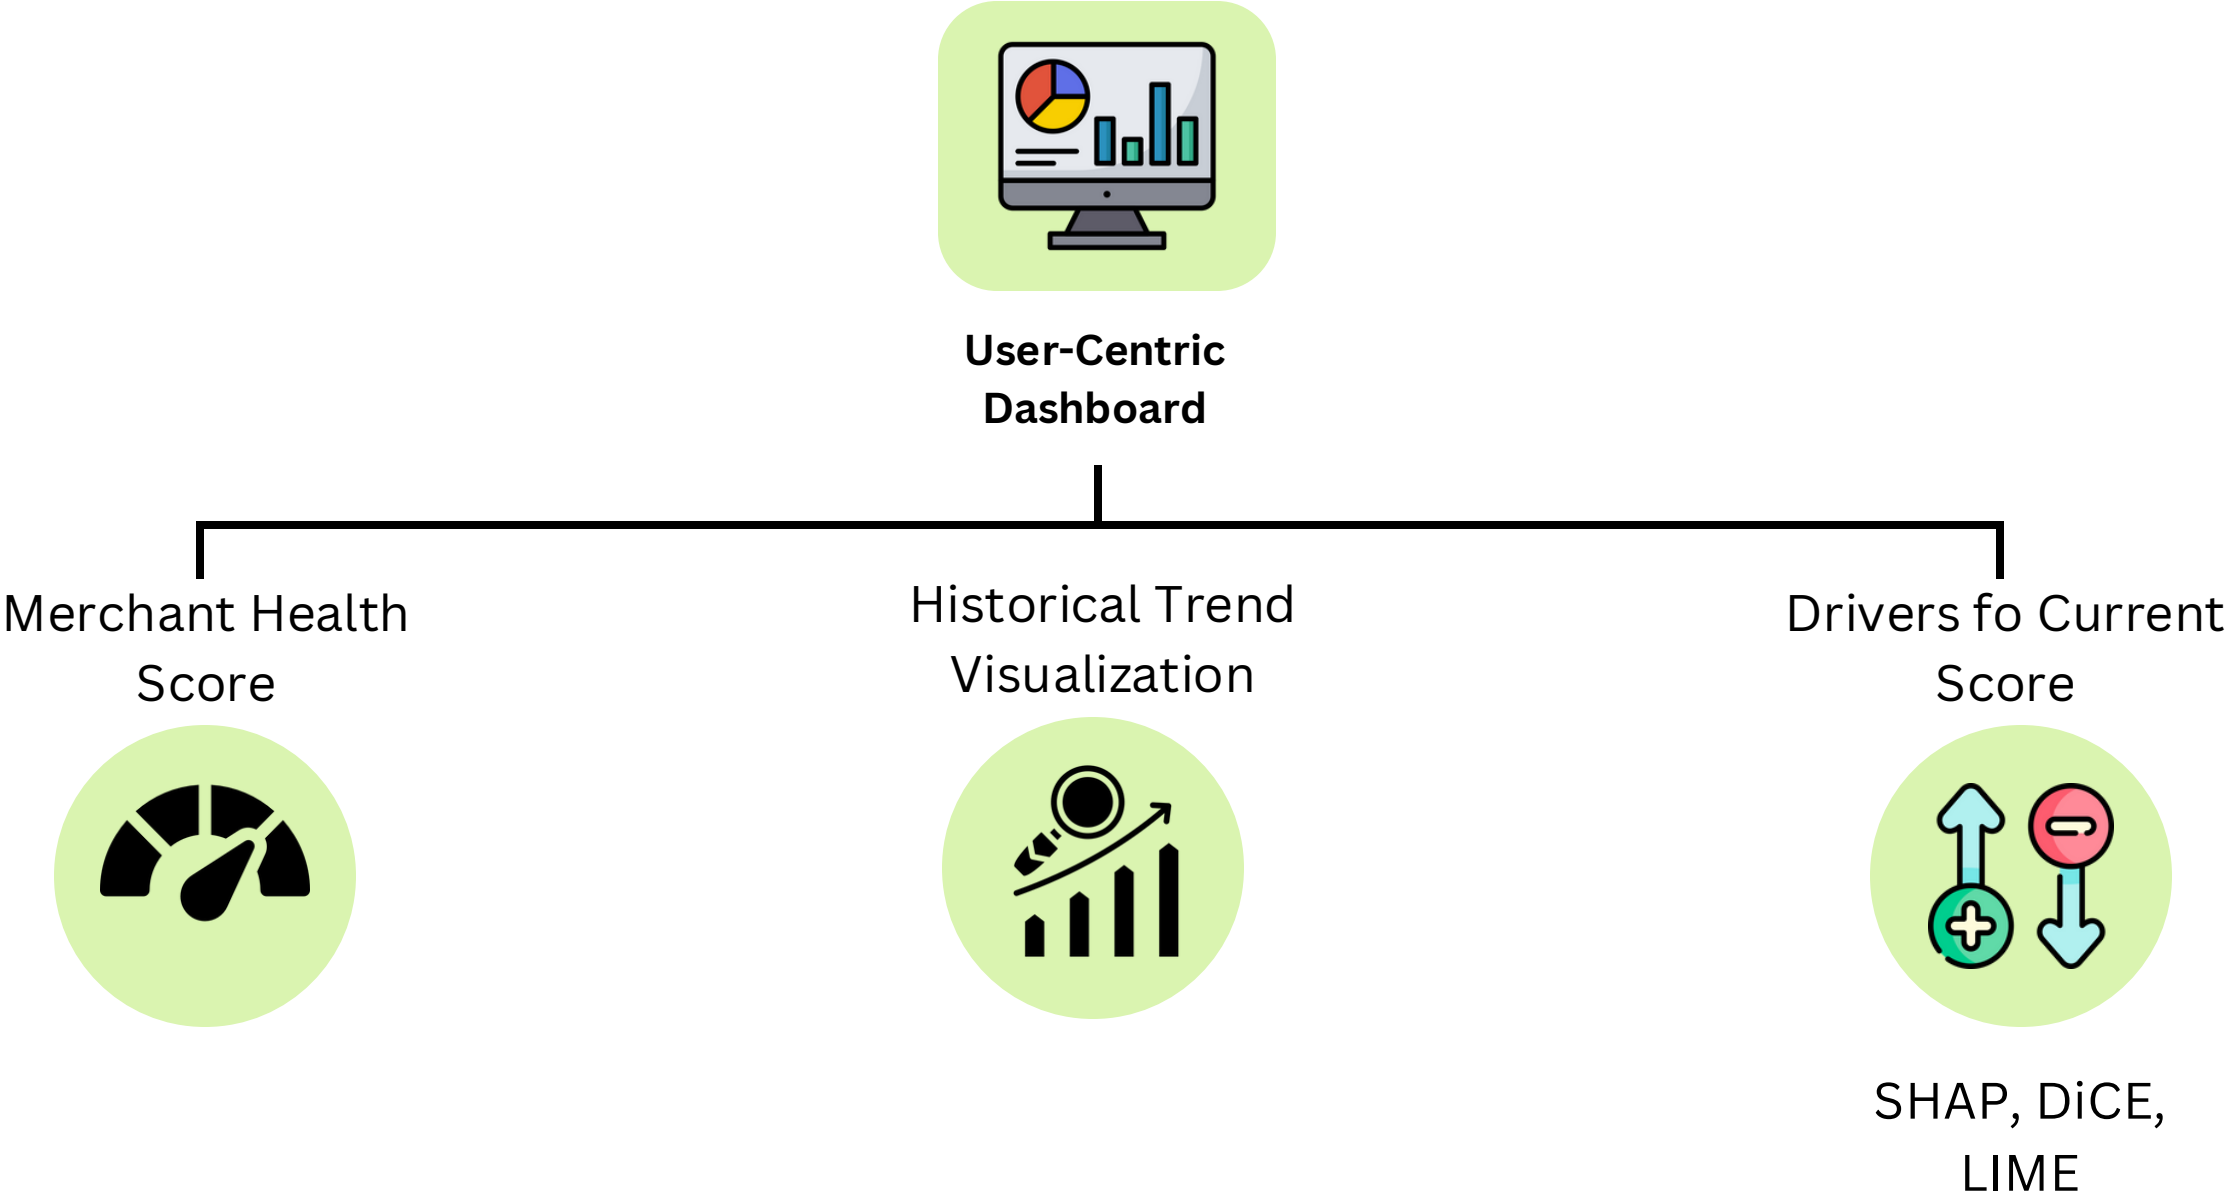 User-Centric
Dashboard
Merchant Health
Score
Historical Trend
Visualization
Drivers fo Current
Score
SHAP, DiCE,
LIME